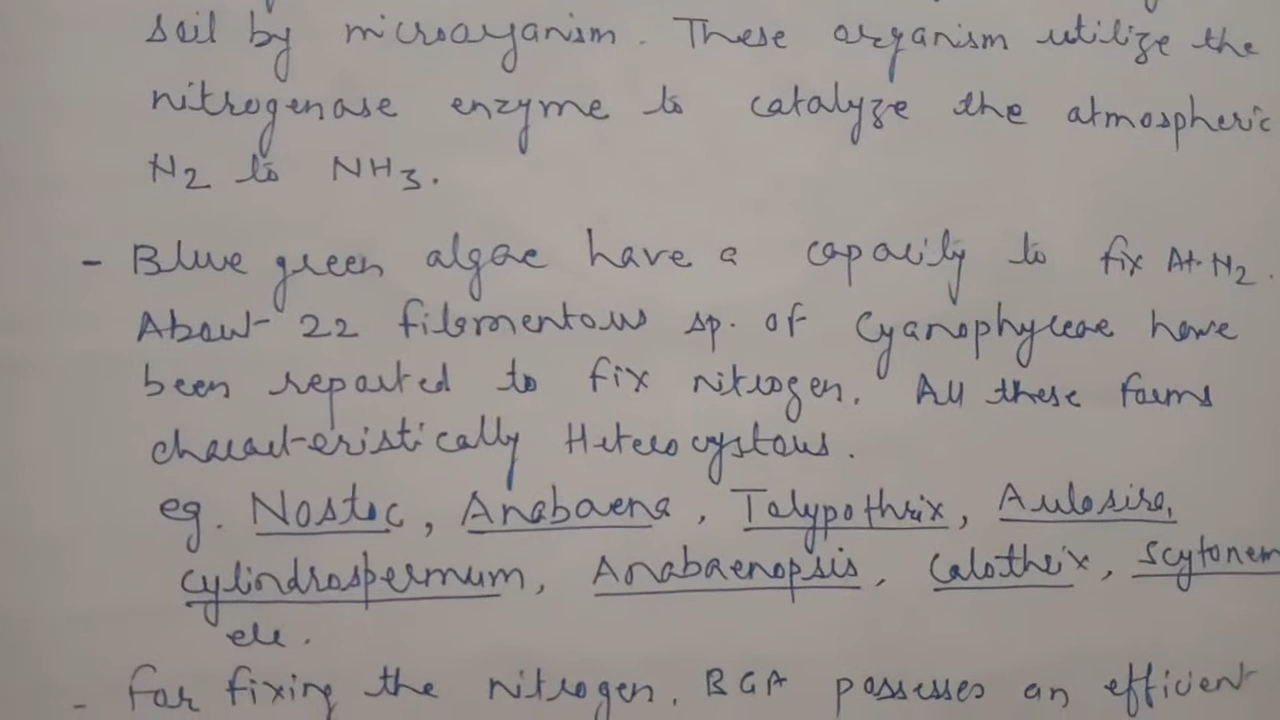 soil by microoyanism. These organism utilize the
nitrogenase enzyme to catalyze the atmospheric
N2 to NH3.
- Blue green algae have a capacity to fix At. N2.
About 22 filamentous sp. of Cyanophyceae have
been reported to fix nitrogen. All these forms
characteristically Heterocystous.
eg. Nostoc, Anabaena, Tolypothrix, Aulosira,
cylindrospermum, Anabaenopsis, Calothrix, Scytonem
etc.
- For fixing the nitrogen, BGA possesses an efficient